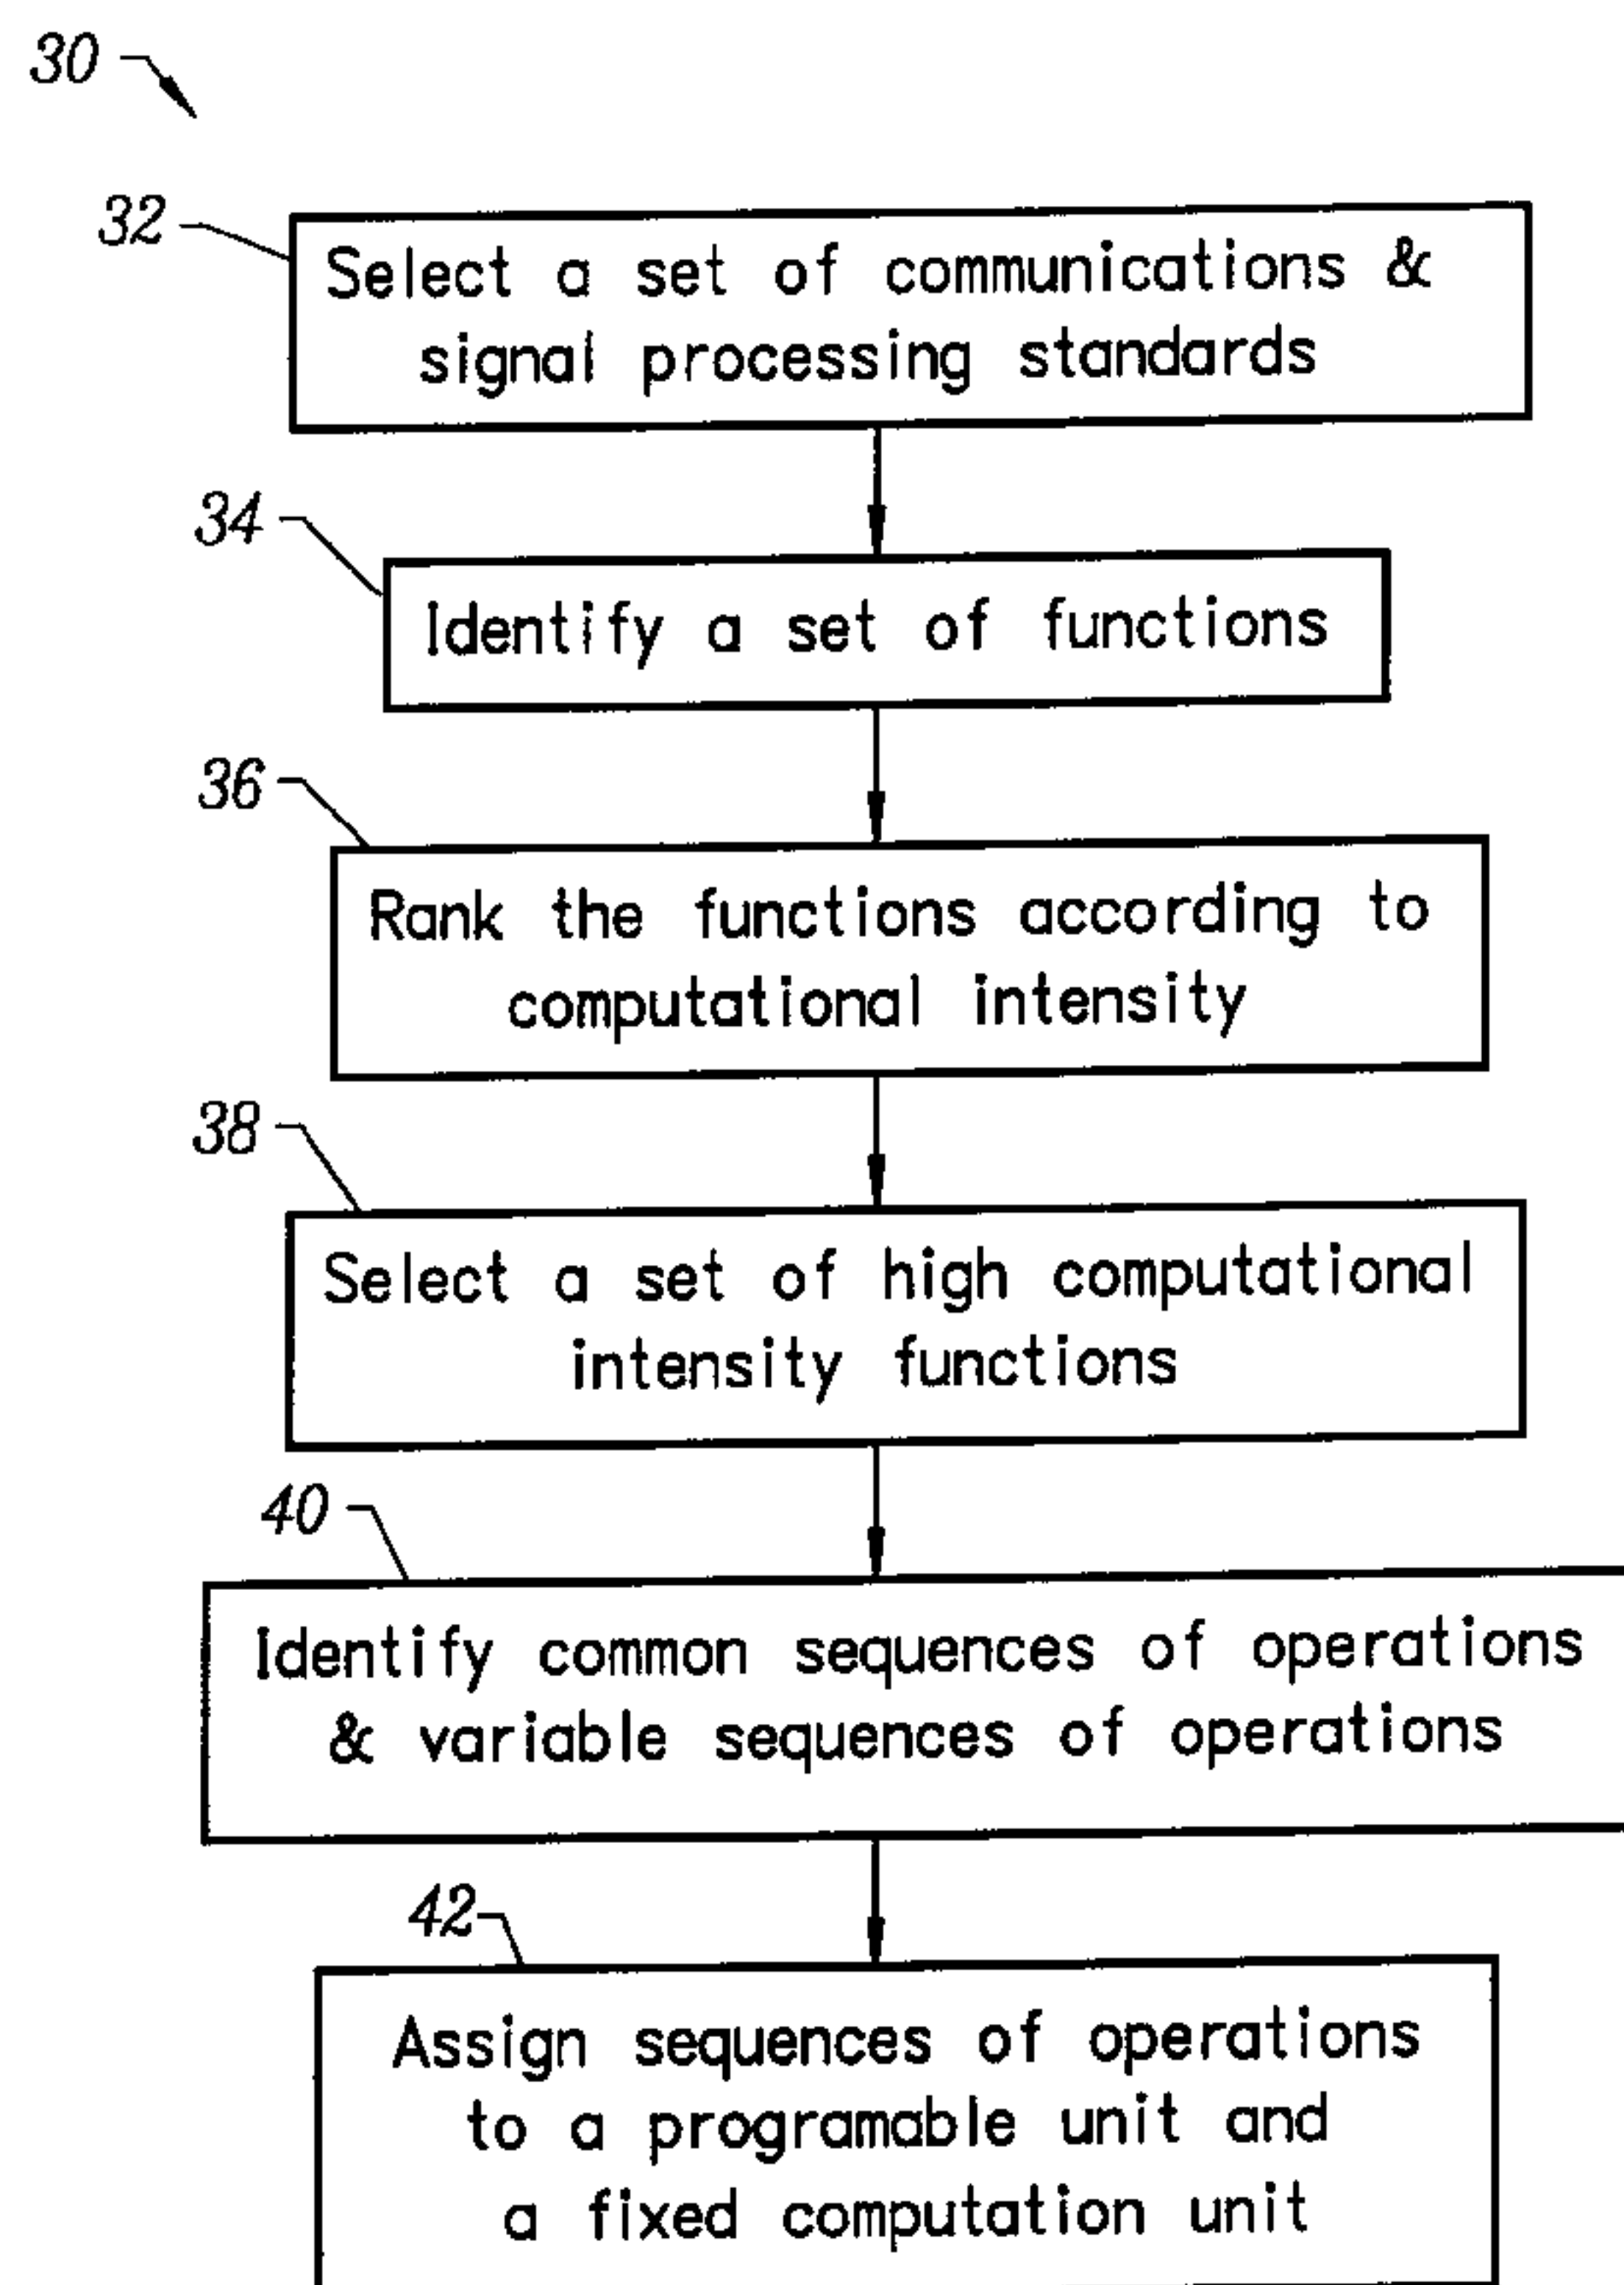 30
32
Select a set of communications &
signal processing standards
34
Identify a set of functions
36
Rank the functions according to
computational intensity
38
Select a set of high computational
intensity functions
40
Identify common sequences of operations
& variable sequences of operations
42
Assign sequences of operations
to a programable unit and
a fixed computation unit